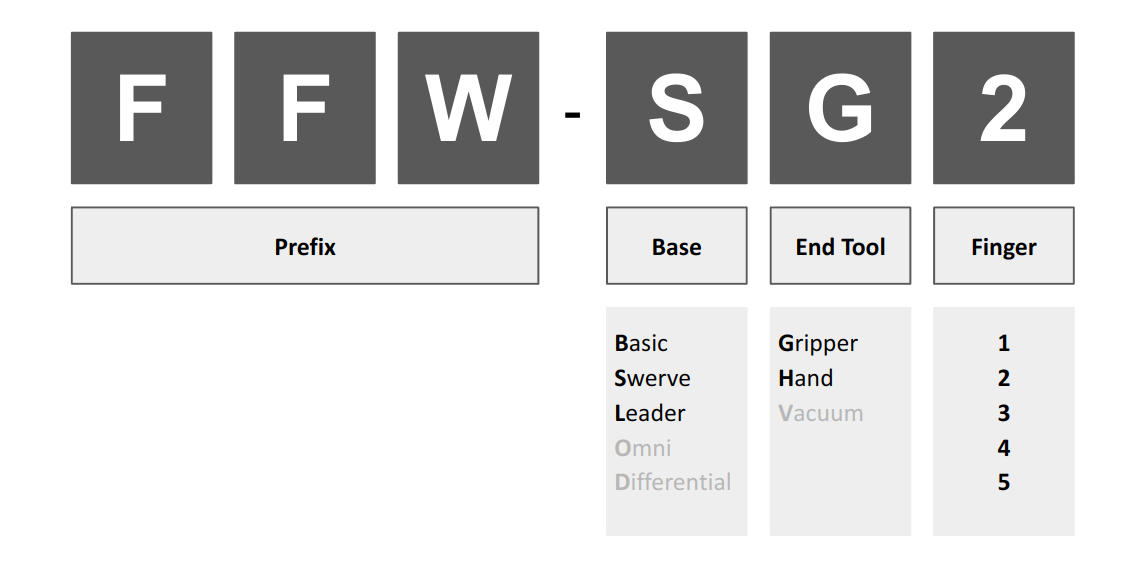 F F W - S G 2
Prefix Base End Tool Finger
Basic Gripper 1
Swerve Hand 2
Leader Vacuum 3
Omni 4
Differential 5